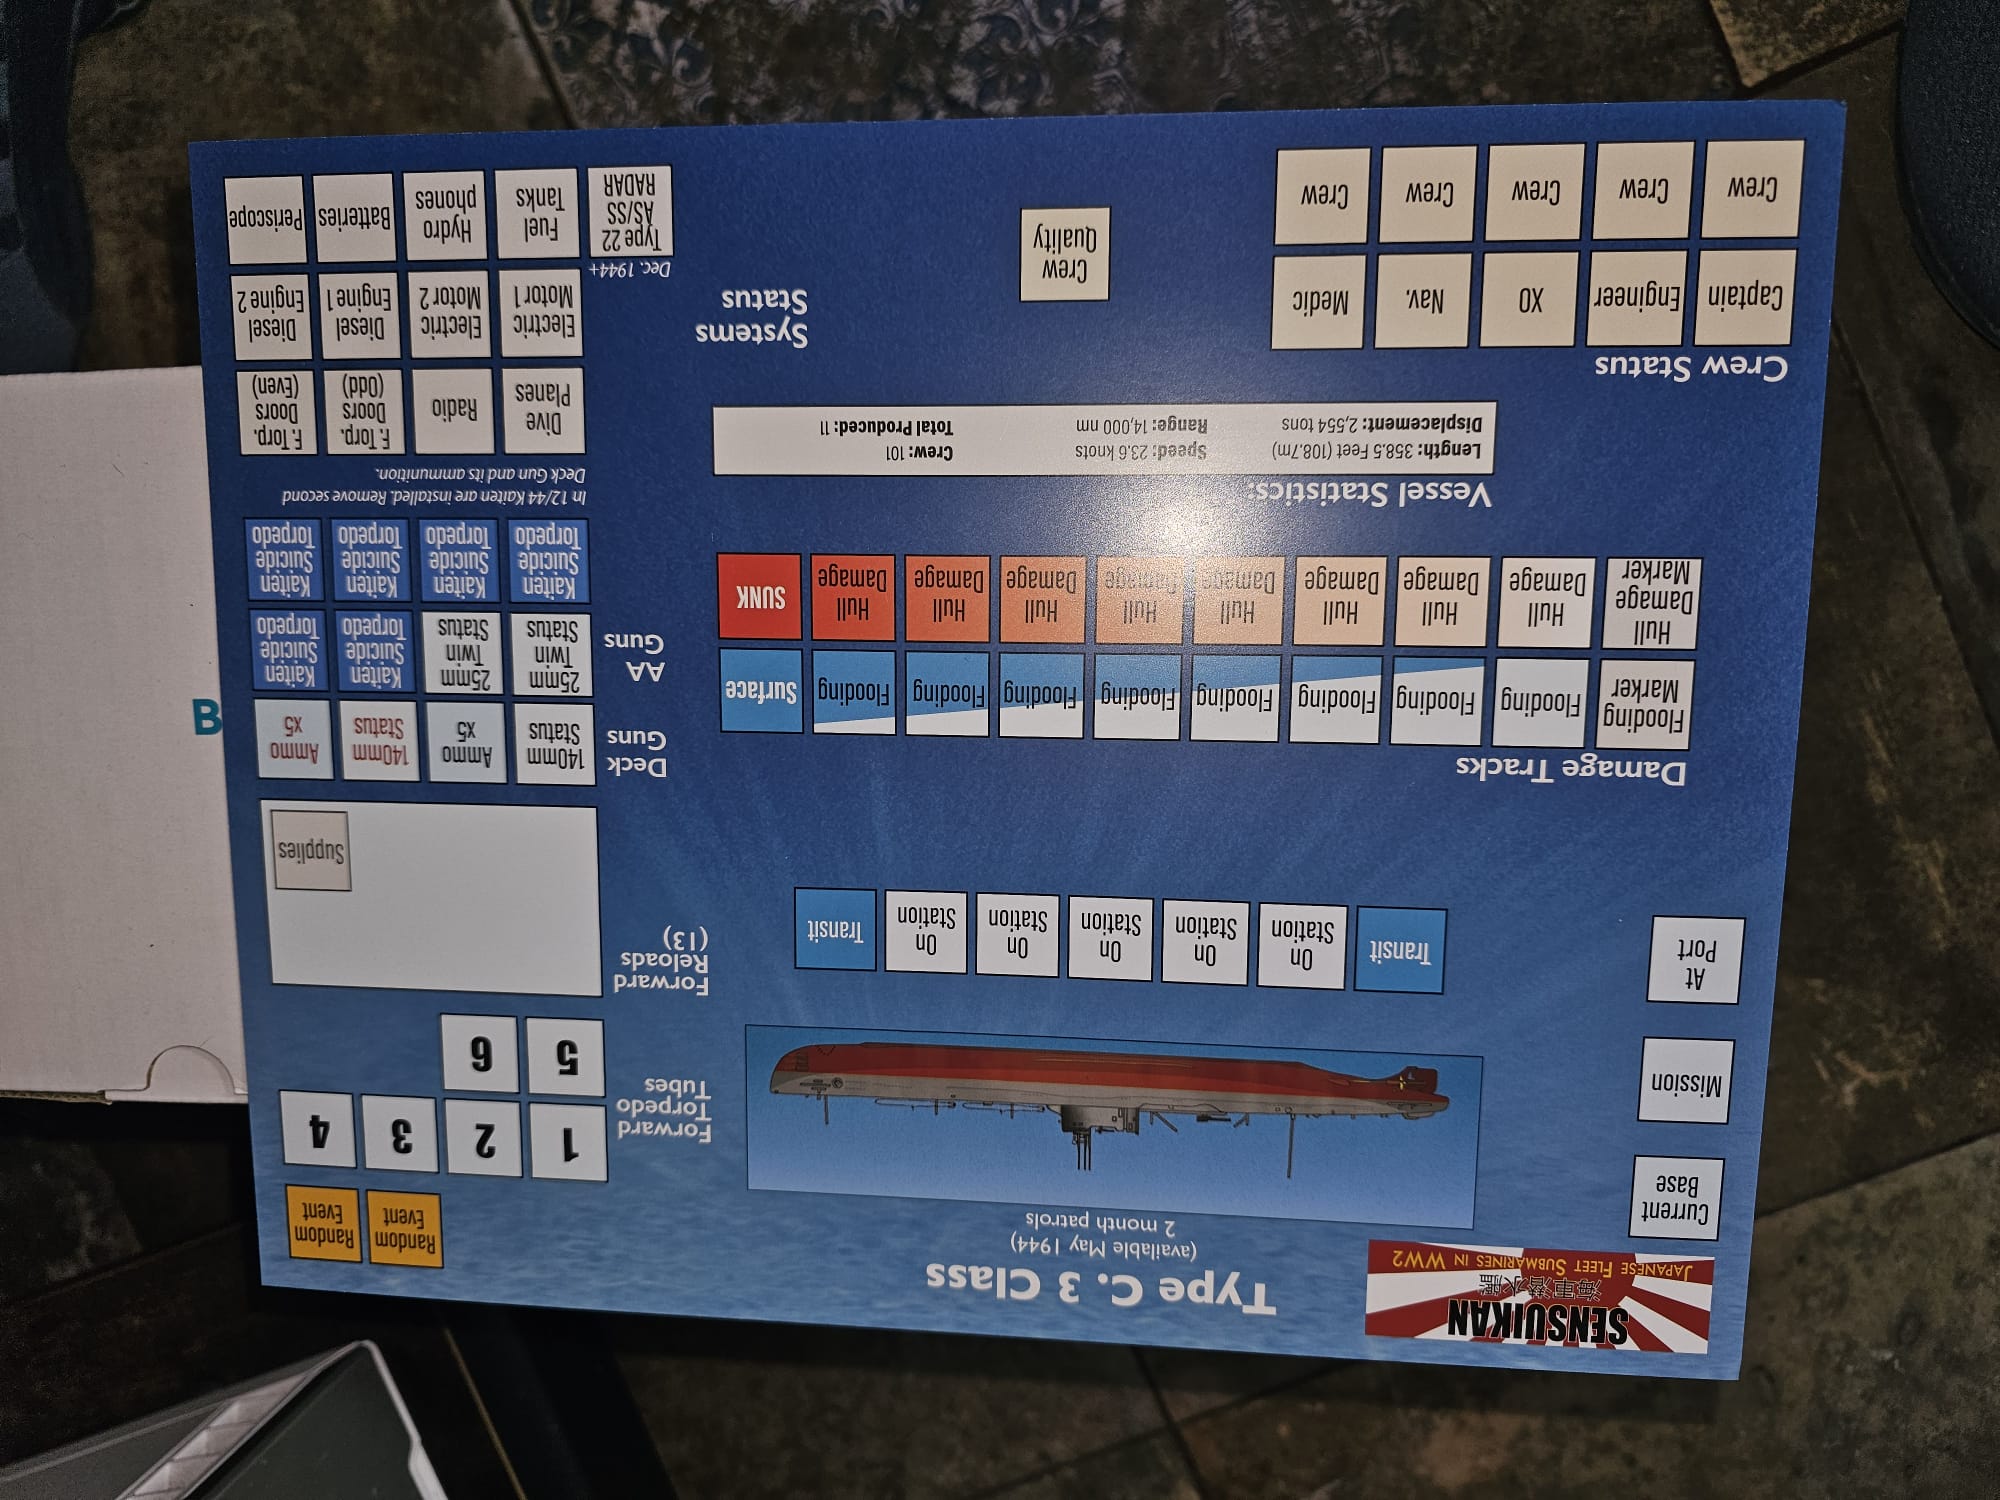 SENSUIKAN
海軍潜水艦
JAPANESE FLEET SUBMARINES IN WW2
Type C. 3 Class
(available May 1944)
2 month patrols
Current
Base
Mission
At
Port
Transit
On
Station
On
Station
On
Station
On
Station
On
Station
Transit
Random
Event
Random
Event
Forward
Torpedo
Tubes
1
2
3
4
5
6
Forward
Reloads
(13)
Supplies
Damage Tracks
Flooding
Marker
Flooding
Flooding
Flooding
Flooding
Flooding
Flooding
Flooding
Flooding
Surface
Hull
Damage
Marker
Hull
Damage
Hull
Damage
Hull
Damage
Hull
Damage
Hull
Damage
Hull
Damage
Hull
Damage
Hull
Damage
SUNK
Deck
Guns
140mm
Status
Ammo
x5
140mm
Status
Ammo
x5
AA
Guns
25mm
Twin
Status
25mm
Twin
Status
Kaiten
Suicide
Torpedo
Kaiten
Suicide
Torpedo
Kaiten
Suicide
Torpedo
Kaiten
Suicide
Torpedo
Kaiten
Suicide
Torpedo
Kaiten
Suicide
Torpedo
In 12/44 Kaiten are installed. Remove second
Deck Gun and its ammunition.
Vessel Statistics:
Length: 358.5 Feet (108.7m)
Speed: 23.6 knots
Crew: 101
Displacement: 2,554 tons
Range: 14,000 nm
Total Produced: 11
Crew Status
Captain
Engineer
XO
Nav.
Medic
Crew
Crew
Crew
Crew
Crew
Crew
Quality
Systems
Status
Dive
Planes
Radio
F. Torp.
Doors
(Odd)
F. Torp.
Doors
(Even)
Electric
Motor 1
Electric
Motor 2
Diesel
Engine 1
Diesel
Engine 2
Dec. 1944+
Type 22
AS/SS
RADAR
Fuel
Tanks
Hydro
phones
Batteries
Periscope
B